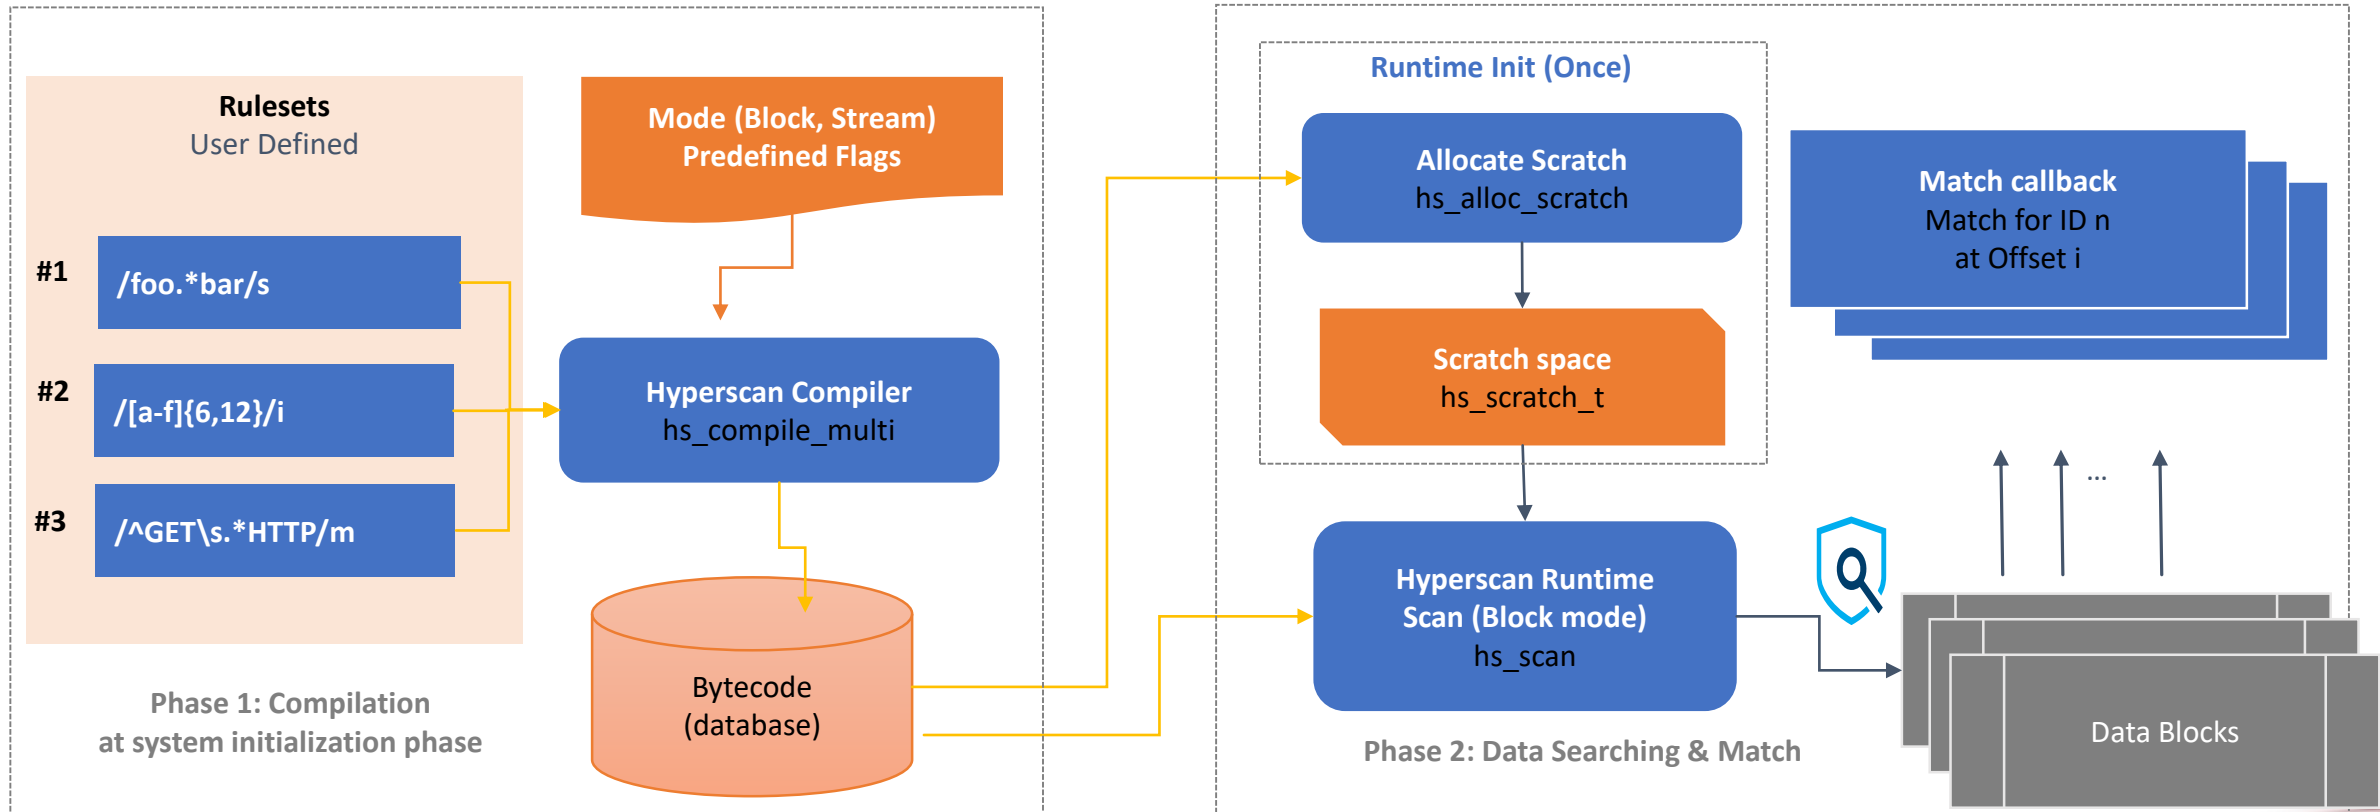 Rulesets
User Defined
#1
/foo.*bar/s
#2
/[a-f]{6,12}/i
#3
/^GET\s.*HTTP/m
Mode (Block, Stream)
Predefined Flags
Hyperscan Compiler
hs_compile_multi
Bytecode
(database)
Phase 1: Compilation
at system initialization phase
Runtime Init (Once)
Allocate Scratch
hs_alloc_scratch
Scratch space
hs_scratch_t
Hyperscan Runtime
Scan (Block mode)
hs_scan
Match callback
Match for ID n
at Offset i
...
Data Blocks
Phase 2: Data Searching & Match